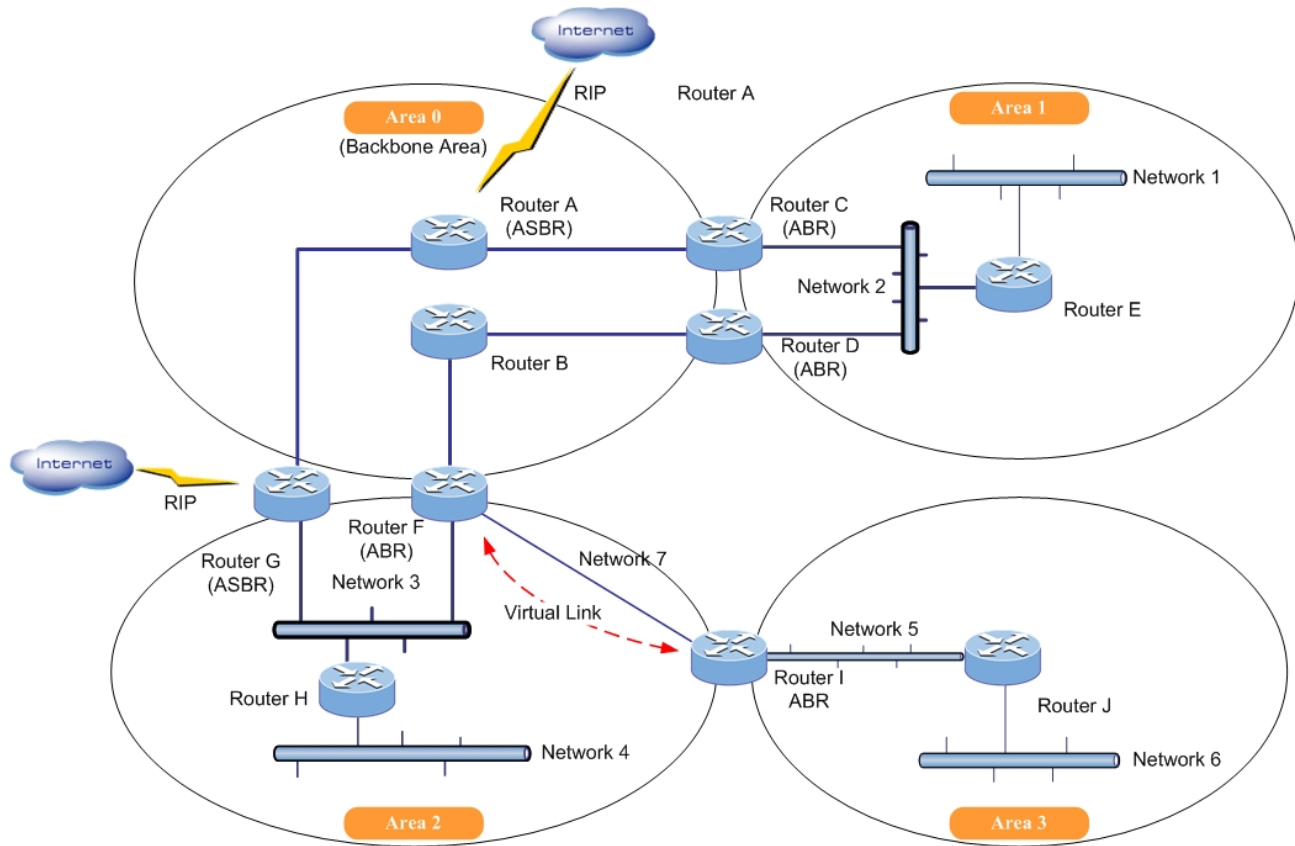 Internet
RIP
Router A
Area 0
(Backbone Area)
Area 1
Network 1
Router A
(ASBR)
Router C
(ABR)
Network 2
Router E
Router B
Router D
(ABR)
Internet
RIP
Router G
(ASBR)
Router F
(ABR)
Network 3
Network 7
Virtual Link
Network 5
Router I
ABR
Router J
Router H
Network 4
Network 6
Area 2
Area 3